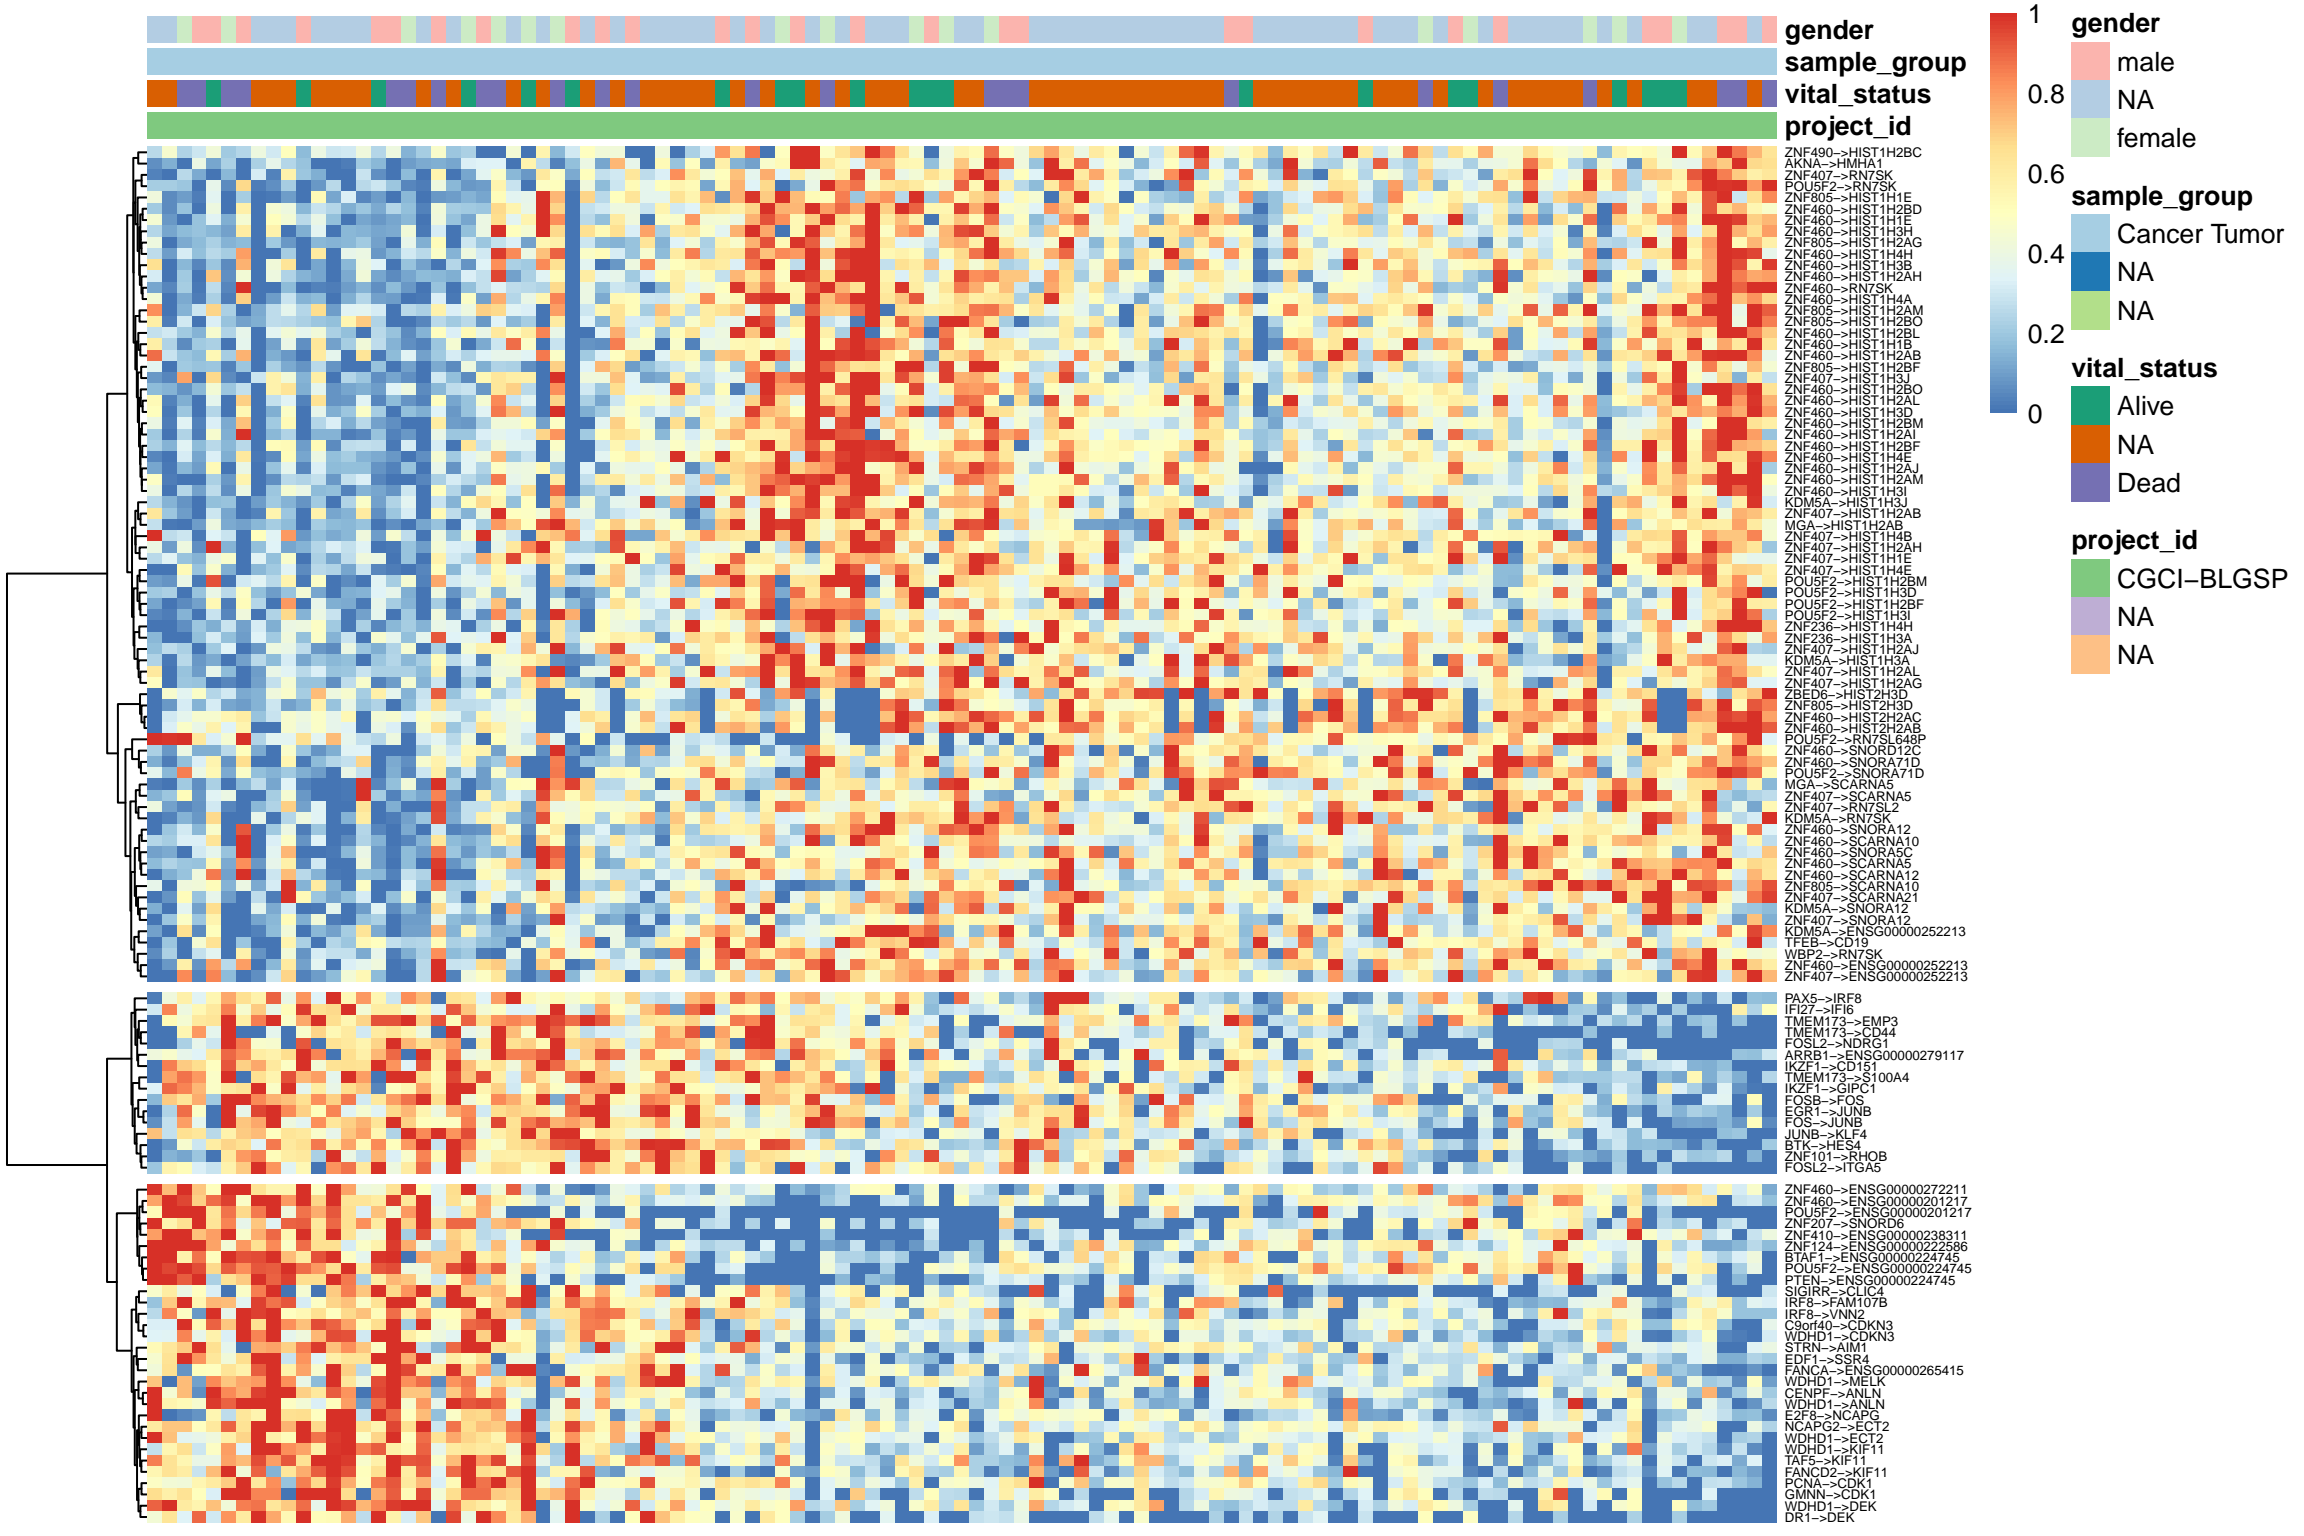 gender
sample_group
vital_status
project_id
ZNF490−>HIST1H2BC
AKNA−>HMHA1
ZNF407−>RN7SK
POU5F2−>RN7SK
ZNF805−>HIST1H1E
ZNF460−>HIST1H2BD
ZNF460−>HIST1H1E
ZNF460−>HIST1H3H
ZNF805−>HIST1H2AG
ZNF460−>HIST1H4H
ZNF460−>HIST1H3B
ZNF460−>HIST1H2AH
ZNF460−>RN7SK
ZNF460−>HIST1H4A
ZNF805−>HIST1H2AM
ZNF805−>HIST1H2BO
ZNF460−>HIST1H2BL
ZNF460−>HIST1H1B
ZNF460−>HIST1H2AB
ZNF805−>HIST1H2BF
ZNF407−>HIST1H3J
ZNF460−>HIST1H2BO
ZNF460−>HIST1H2AL
ZNF460−>HIST1H3D
ZNF460−>HIST1H2BM
ZNF460−>HIST1H2AI
ZNF460−>HIST1H2BF
ZNF460−>HIST1H4E
ZNF460−>HIST1H2AJ
ZNF460−>HIST1H2AM
ZNF460−>HIST1H3I
KDM5A−>HIST1H3J
ZNF407−>HIST1H2AB
MGA−>HIST1H2AB
ZNF407−>HIST1H4B
ZNF407−>HIST1H2AH
ZNF407−>HIST1H1E
ZNF407−>HIST1H4E
POU5F2−>HIST1H2BM
POU5F2−>HIST1H3D
POU5F2−>HIST1H2BF
POU5F2−>HIST1H3I
ZNF236−>HIST1H4H
ZNF236−>HIST1H3A
ZNF407−>HIST1H2AJ
KDM5A−>HIST1H3A
ZNF407−>HIST1H2AL
ZNF407−>HIST1H2AG
ZBED6−>HIST2H3D
ZNF805−>HIST2H3D
ZNF460−>HIST2H2AC
ZNF460−>HIST2H2AB
POU5F2−>RN7SL648P
ZNF460−>SNORD12C
ZNF460−>SNORA71D
POU5F2−>SNORA71D
MGA−>SCARNA5
ZNF407−>SCARNA5
ZNF407−>RN7SL2
KDM5A−>RN7SK
ZNF460−>SNORA12
ZNF460−>SCARNA10
ZNF460−>SNORA5C
ZNF460−>SCARNA5
ZNF460−>SCARNA12
ZNF805−>SCARNA10
ZNF407−>SCARNA21
KDM5A−>SNORA12
ZNF407−>SNORA12
KDM5A−>ENSG00000252213
TFEB−>CD19
WBP2−>RN7SK
ZNF460−>ENSG00000252213
ZNF407−>ENSG00000252213
PAX5−>IRF8
IFI27−>IFI6
TMEM173−>EMP3
TMEM173−>CD44
FOSL2−>NDRG1
ARRB1−>ENSG00000279117
IKZF1−>CD151
TMEM173−>S100A4
IKZF1−>GIPC1
FOSB−>FOS
EGR1−>JUNB
FOS−>JUNB
JUNB−>KLF4
BTK−>HES4
ZNF101−>RHOB
FOSL2−>ITGA5
ZNF460−>ENSG00000272211
ZNF460−>ENSG00000201217
POU5F2−>ENSG00000201217
ZNF207−>SNORD6
ZNF410−>ENSG00000238311
ZNF124−>ENSG00000222586
BTAF1−>ENSG00000224745
POU5F2−>ENSG00000224745
PTEN−>ENSG00000224745
SIGIRR−>CLIC4
IRF8−>FAM107B
IRF8−>VNN2
C9orf40−>CDKN3
WDHD1−>CDKN3
STRN−>AIM1
EDF1−>SSR4
FANCA−>ENSG00000265415
WDHD1−>MELK
CENPF−>ANLN
WDHD1−>ANLN
E2F8−>NCAPG
NCAPG2−>ECT2
WDHD1−>ECT2
WDHD1−>KIF11
TAF5−>KIF11
FANCD2−>KIF11
PCNA−>CDK1
GMNN−>CDK1
WDHD1−>DEK
DR1−>DEK
1
0.8
0.6
0.4
0.2
0
gender
male
NA
female
sample_group
Cancer Tumor
NA
NA
vital_status
Alive
NA
Dead
project_id
CGCI−BLGSP
NA
NA